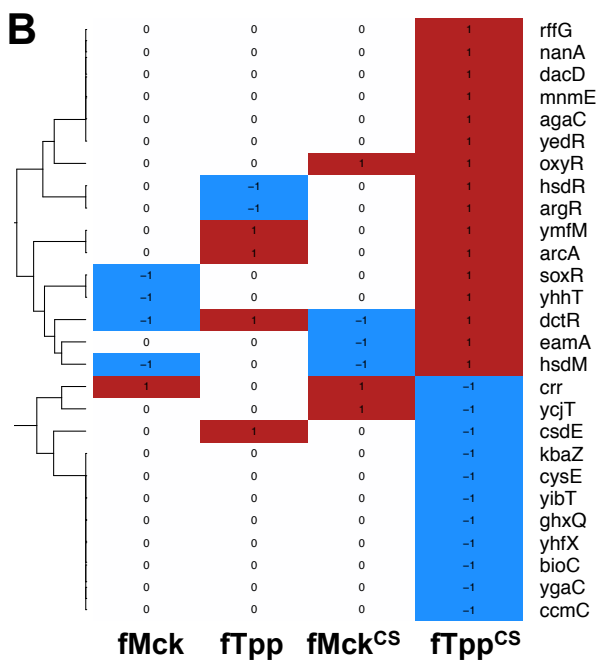 B
0 0 0 1 rffG
0 0 0 1 nanA
0 0 0 1 dacD
0 0 0 1 mnmE
0 0 0 1 agaC
0 0 0 1 yedR
0 0 1 1 oxyR
0 −1 0 1 hsdR
0 −1 0 1 argR
0 1 0 1 ymfM
0 1 0 1 arcA
−1 0 0 1 soxR
−1 0 0 1 yhhT
−1 1 −1 1 dctR
0 0 −1 1 eamA
−1 0 −1 1 hsdM
1 0 1 −1 crr
0 0 1 −1 ycjT
0 1 0 −1 csdE
0 0 0 −1 kbaZ
0 0 0 −1 cysE
0 0 0 −1 yibT
0 0 0 −1 ghxQ
0 0 0 −1 yhfX
0 0 0 −1 bioC
0 0 0 −1 ygaC
0 0 0 −1 ccmC
fMck fTpp fMckCS fTppCS